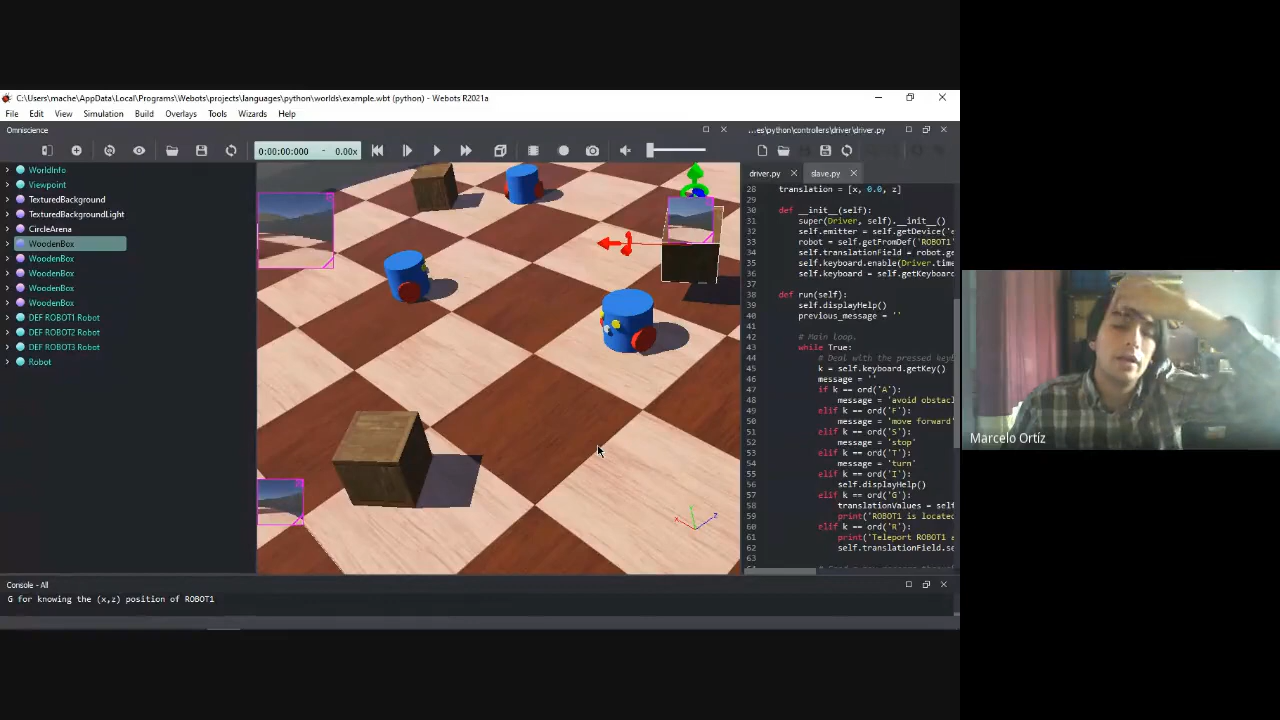 C:\Users\mache\AppData\Local\Programs\Webots\projects\languages\python\worlds\example.wbt (python) - Webots R2021a
File Edit View Simulation Build Overlays Tools Wizards Help
Omniscience
...es\python\controllers\driver\driver.py
0:00:00:000 - 0.00x
driver.py slave.py
WorldInfo
Viewpoint
TexturedBackground
TexturedBackgroundLight
CircleArena
WoodenBox
WoodenBox
WoodenBox
WoodenBox
WoodenBox
DEF ROBOT1 Robot
DEF ROBOT2 Robot
DEF ROBOT3 Robot
Robot
28 translation = [x, 0.0, z]
29
30 def __init__(self):
31 super(Driver, self).__init__()
32 self.emitter = self.getDevice('e
33 robot = self.getFromDef('ROBOT1'
34 self.translationField = robot.ge
35 self.keyboard.enable(Driver.time
36 self.keyboard = self.getKeyboard
37
38 def run(self):
39 self.displayHelp()
40 previous_message = ''
41
42 # Main loop.
43 while True:
44 # Deal with the pressed keyb
45 k = self.keyboard.getKey()
46 message = ''
47 if k == ord('A'):
48 message = 'avoid obstacl
49 elif k == ord('F'):
50 message = 'move forward'
51 elif k == ord('S'):
52 message = 'stop'
53 elif k == ord('T'):
54 message = 'turn'
55 elif k == ord('I'):
56 self.displayHelp()
57 elif k == ord('G'):
58 translationValues = self
59 print('ROBOT1 is located
60 elif k == ord('R'):
61 print('Teleport ROBOT1 a
62 self.translationField.se
63
Console - All
G for knowing the (x,z) position of ROBOT1
Marcelo Ortíz